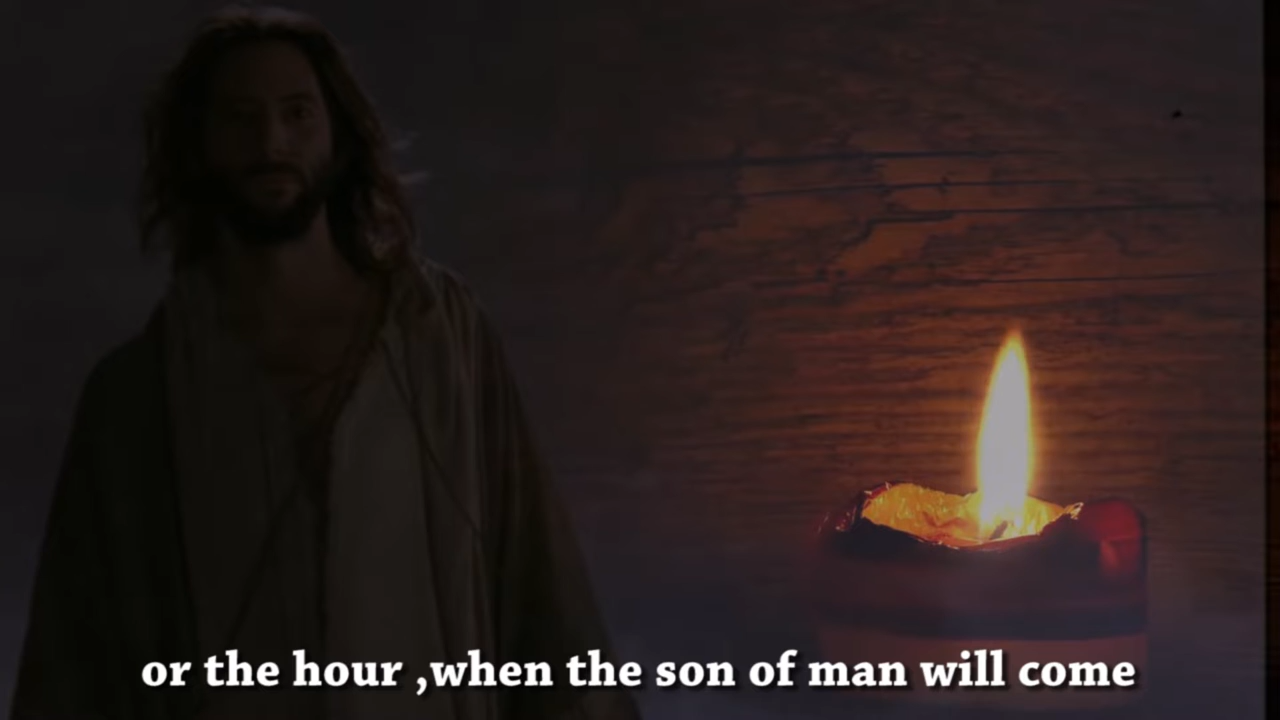 or the hour ,when the son of man will come